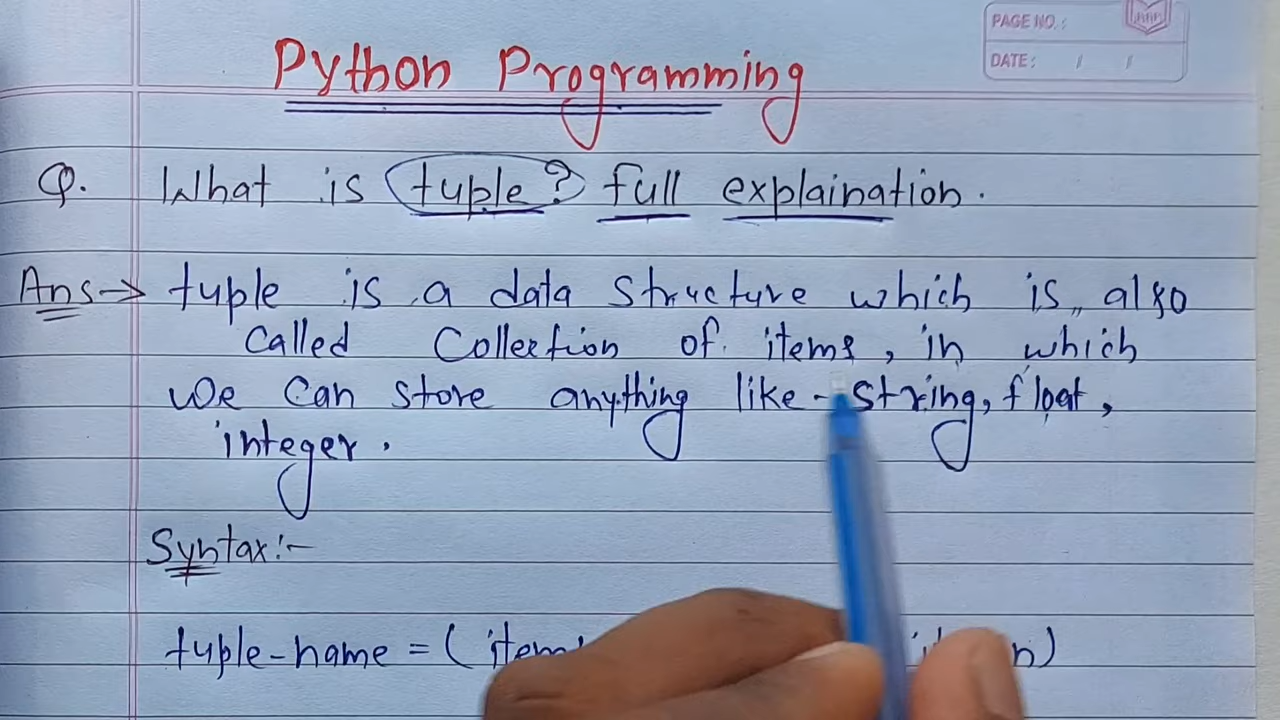 PAGE NO.:
DATE: / /
Python Programming
Q. What is tuple? full explaination.
Ans→ tuple is a data structure which is also
called Collection of items, in which
we can store anything like - string, float,
integer.
Syntax:-
tuple-name = ( item n)